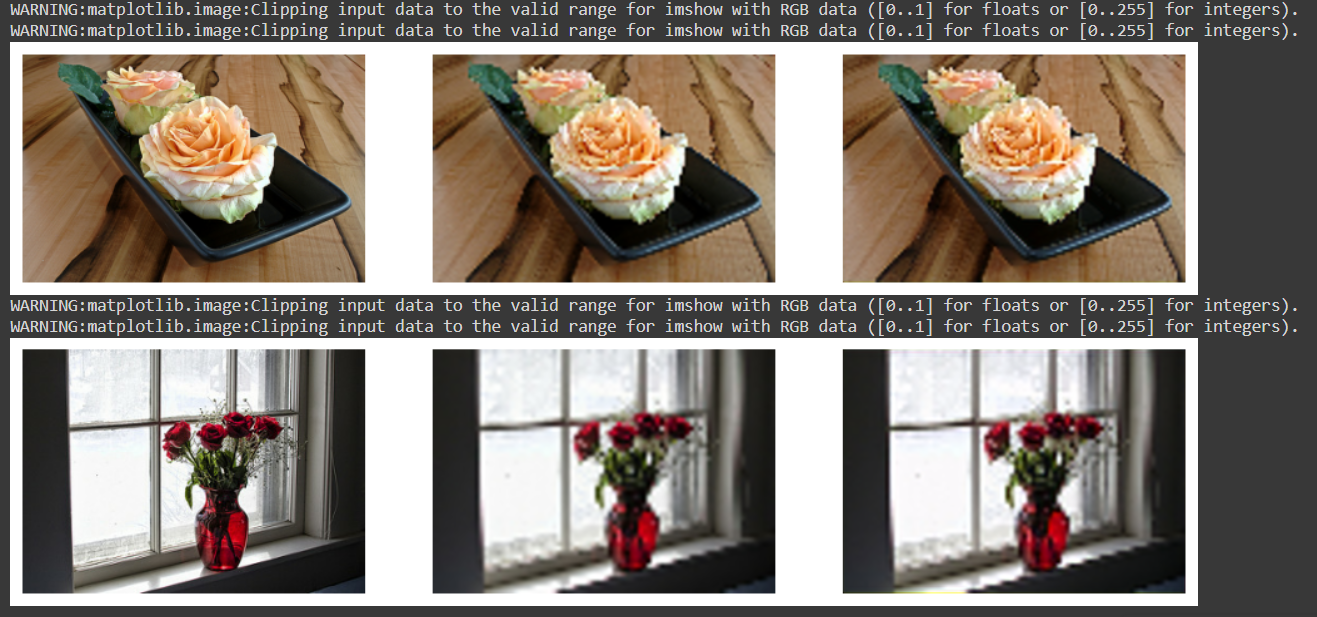 WARNING:matplotlib.image:Clipping input data to the valid range for imshow with RGB data ([0..1] for floats or [0..255] for integers).
WARNING:matplotlib.image:Clipping input data to the valid range for imshow with RGB data ([0..1] for floats or [0..255] for integers).
WARNING:matplotlib.image:Clipping input data to the valid range for imshow with RGB data ([0..1] for floats or [0..255] for integers).
WARNING:matplotlib.image:Clipping input data to the valid range for imshow with RGB data ([0..1] for floats or [0..255] for integers).